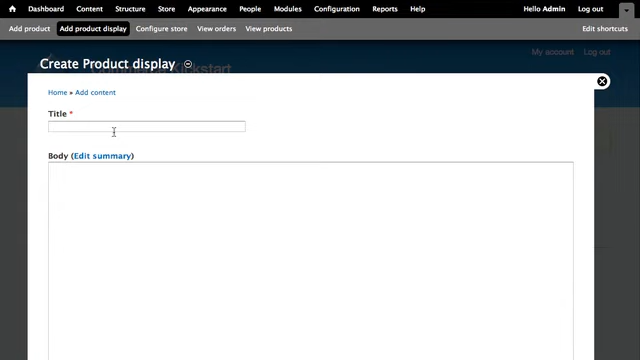 Dashboard Content Structure Store Appearance People Modules Configuration Reports Help Hello Admin Log out
Add product Add product display Configure store View orders View products Edit shortcuts
My account Log out
Create Product display
Commerce Kickstart
Home » Add content
Title *
Body (Edit summary)